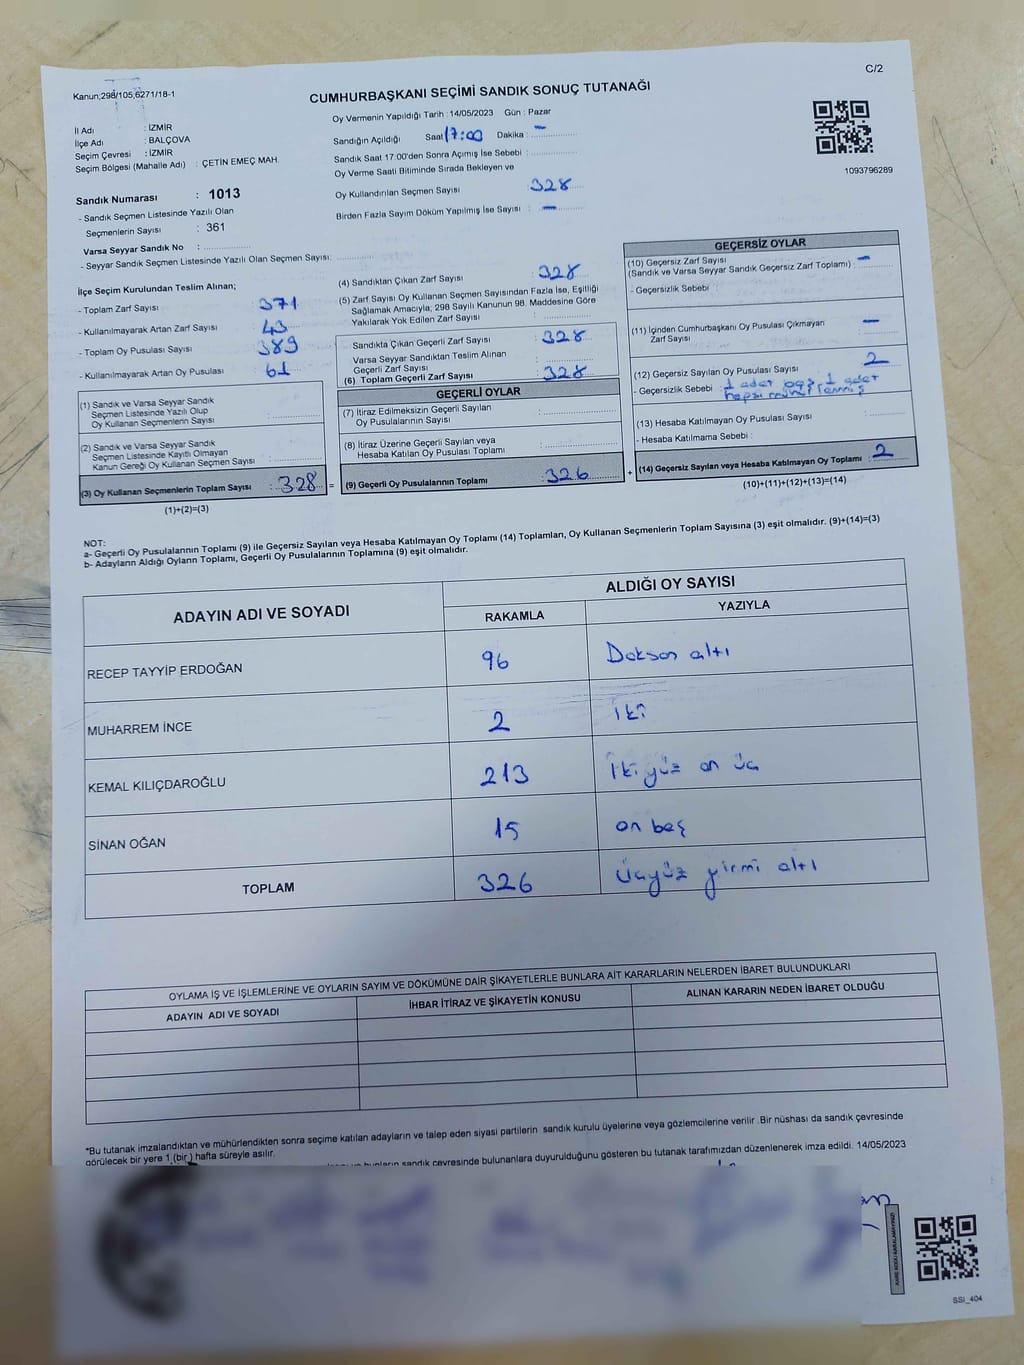 C/2
Kanun;298/105,6271/18-1
CUMHURBAŞKANI SEÇİMİ SANDIK SONUÇ TUTANAĞI
Oy Vermenin Yapıldığı Tarih : 14/05/2023 Gün : Pazar
İl Adı : İZMİR
İlçe Adı : BALÇOVA
Seçim Çevresi : İZMİR
Seçim Bölgesi (Mahalle Adı) : ÇETİN EMEÇ MAH.
Sandığın Açıldığı Saat 17:00 Dakika : -
Sandık Saat 17.00'den Sonra Açımış İse Sebebi :
Oy Verme Saati Bitiminde Sırada Bekleyen ve
Oy Kullandırılan Seçmen Sayısı 328
Birden Fazla Sayım Döküm Yapılmış İse Sayısı : -
1093796289
Sandık Numarası : 1013
- Sandık Seçmen Listesinde Yazılı Olan
Seçmenlerin Sayısı : 361
Varsa Seyyar Sandık No :
- Seyyar Sandık Seçmen Listesinde Yazılı Olan Seçmen Sayısı:
İlçe Seçim Kurulundan Teslim Alınan;
- Toplam Zarf Sayısı : 371
- Kullanılmayarak Artan Zarf Sayısı : 43
- Toplam Oy Pusulası Sayısı : 389
- Kullanılmayarak Artan Oy Pusulası : 61
(1) Sandık ve Varsa Seyyar Sandık
Seçmen Listesinde Yazılı Olup
Oy Kullanan Seçmenlerin Sayısı :
(2) Sandık ve Varsa Seyyar Sandık
Seçmen Listesinde Kayıtlı Olmayan
Kanun Gereği Oy Kullanan Seçmen Sayısı :
(3) Oy Kullanan Seçmenlerin Toplam Sayısı : 328 =
(1)+(2)=(3)
(4) Sandıktan Çıkan Zarf Sayısı : 328
(5) Zarf Sayısı Oy Kullanan Seçmen Sayısından Fazla İse, Eşitliği
Sağlamak Amacıyla; 298 Sayılı Kanunun 98. Maddesine Göre
Yakılarak Yok Edilen Zarf Sayısı :
Sandıkta Çıkan Geçerli Zarf Sayısı : 328
Varsa Seyyar Sandıktan Teslim Alınan
Geçerli Zarf Sayısı :
(6) Toplam Geçerli Zarf Sayısı : 328
GEÇERLİ OYLAR
(7) İtiraz Edilmeksizin Geçerli Sayılan
Oy Pusulalarının Sayısı :
(8) İtiraz Üzerine Geçerli Sayılan veya
Hesaba Katılan Oy Pusulası Toplamı :
(9) Geçerli Oy Pusulalarının Toplamı : 326 +
GEÇERSİZ OYLAR
(10) Geçersiz Zarf Sayısı
(Sandık ve Varsa Seyyar Sandık Geçersiz Zarf Toplamı) : -
- Geçersizlik Sebebi :
(11) İçinden Cumhurbaşkanı Oy Pusulası Çıkmayan
Zarf Sayısı : -
(12) Geçersiz Sayılan Oy Pusulası Sayısı : 2
- Geçersizlik Sebebi : 1 adet boş, 1 adet
hepsi mühürlenmiş
(13) Hesaba Katılmayan Oy Pusulası Sayısı :
- Hesaba Katılmama Sebebi :
(14) Geçersiz Sayılan veya Hesaba Katılmayan Oy Toplamı : 2
(10)+(11)+(12)+(13)=(14)
NOT:
a- Geçerli Oy Pusulalarının Toplamı (9) ile Geçersiz Sayılan veya Hesaba Katılmayan Oy Toplamı (14) Toplamları, Oy Kullanan Seçmenlerin Toplam Sayısına (3) eşit olmalıdır. (9)+(14)=(3)
b- Adayların Aldığı Oyların Toplamı, Geçerli Oy Pusulalarının Toplamına (9) eşit olmalıdır.
ADAYIN ADI VE SOYADI
ALDIĞI OY SAYISI
RAKAMLA YAZIYLA
RECEP TAYYİP ERDOĞAN 96 Doksan altı
MUHARREM İNCE 2 iki
KEMAL KILIÇDAROĞLU 213 ikiyüz on üç
SİNAN OĞAN 15 on beş
TOPLAM 326 üçyüz yirmi altı
OYLAMA İŞ VE İŞLEMLERİNE VE OYLARIN SAYIM VE DÖKÜMÜNE DAİR ŞİKAYETLERLE BUNLARA AİT KARARLARIN NELERDEN İBARET BULUNDUKLARI
ADAYIN ADI VE SOYADI İHBAR İTİRAZ VE ŞİKAYETİN KONUSU ALINAN KARARIN NEDEN İBARET OLDUĞU
*Bu tutanak imzalandıktan ve mühürlendikten sonra seçime katılan adayların ve talep eden siyasi partilerin sandık kurulu üyelerine veya gözlemcilerine verilir .Bir nüshası da sandık çevresinde
görülecek bir yere 1 (bir ) hafta süreyle asılır.
bunların sandık çevresinde bulunanlara duyurulduğunu gösteren bu tutanak tarafımızdan düzenlenerek imza edildi. 14/05/2023
KARE KODU KARALAMAYINIZ!
SSI_404